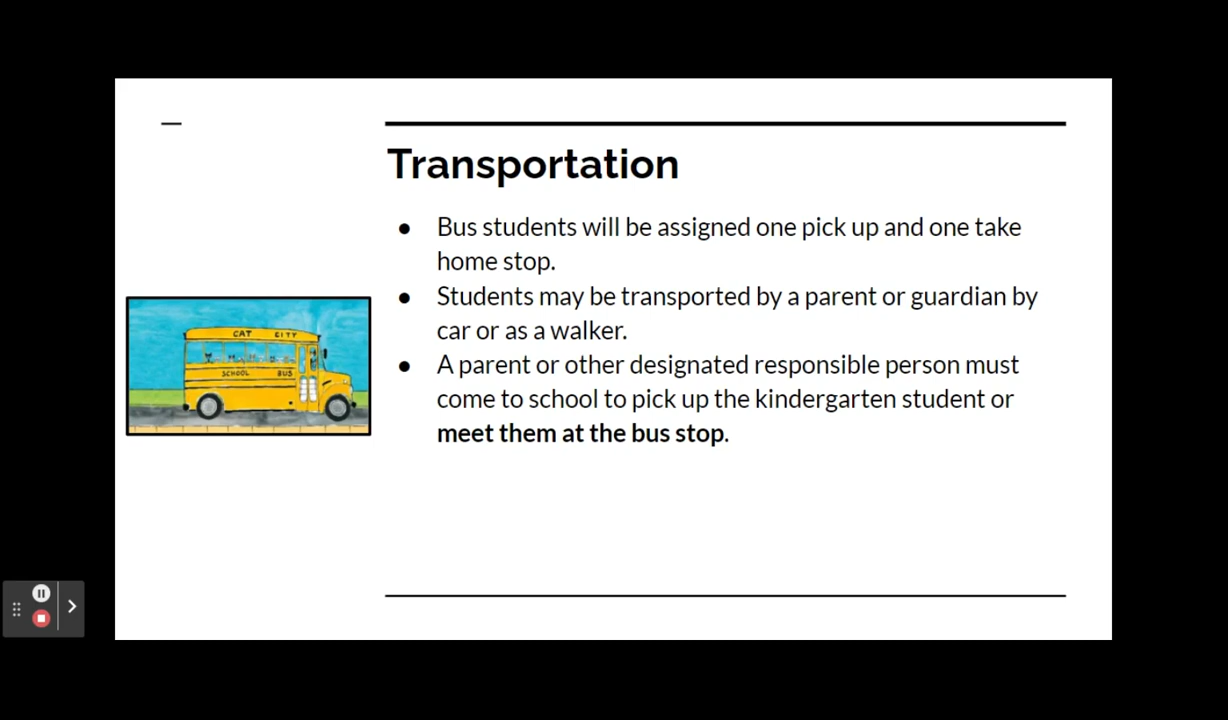 Transportation
● Bus students will be assigned one pick up and one take
home stop.
● Students may be transported by a parent or guardian by
car or as a walker.
● A parent or other designated responsible person must
come to school to pick up the kindergarten student or
meet them at the bus stop.
CAT CITY
SCHOOL BUS